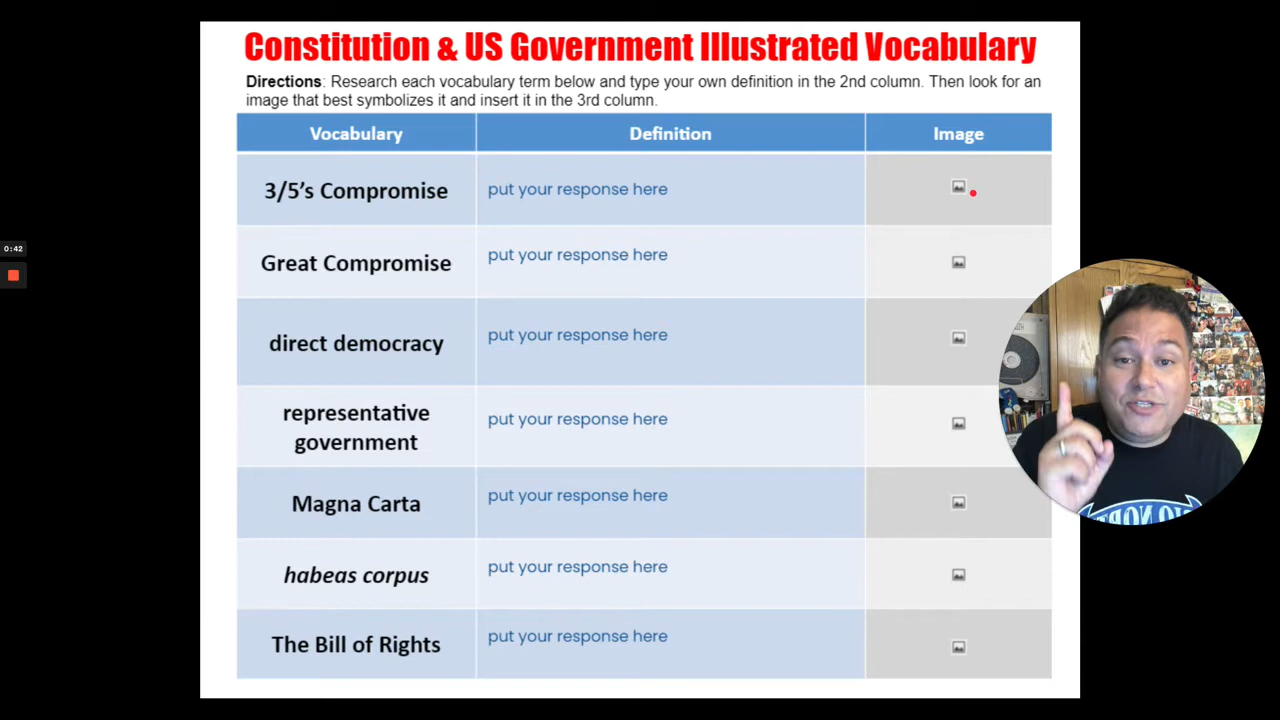 Constitution & US Government Illustrated Vocabulary
Directions: Research each vocabulary term below and type your own definition in the 2nd column. Then look for an
image that best symbolizes it and insert it in the 3rd column.
Vocabulary Definition Image
3/5's Compromise put your response here
0:42
Great Compromise put your response here
direct democracy put your response here
representative
government
put your response here
Magna Carta put your response here
habeas corpus put your response here
The Bill of Rights put your response here